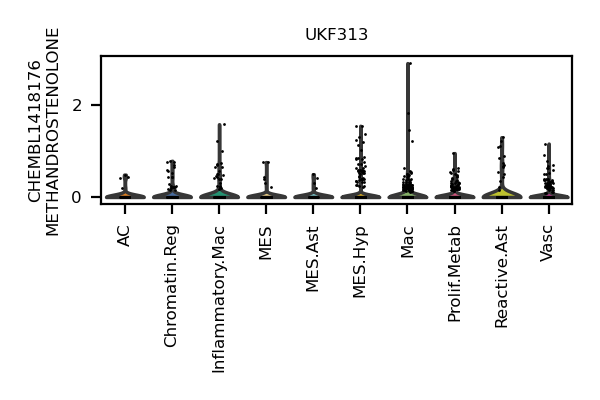 UKF313
CHEMBL1418176
METHANDROSTENOLONE
2
0
AC
Chromatin.Reg
Inflammatory.Mac
MES
MES.Ast
MES.Hyp
Mac
Prolif.Metab
Reactive.Ast
Vasc